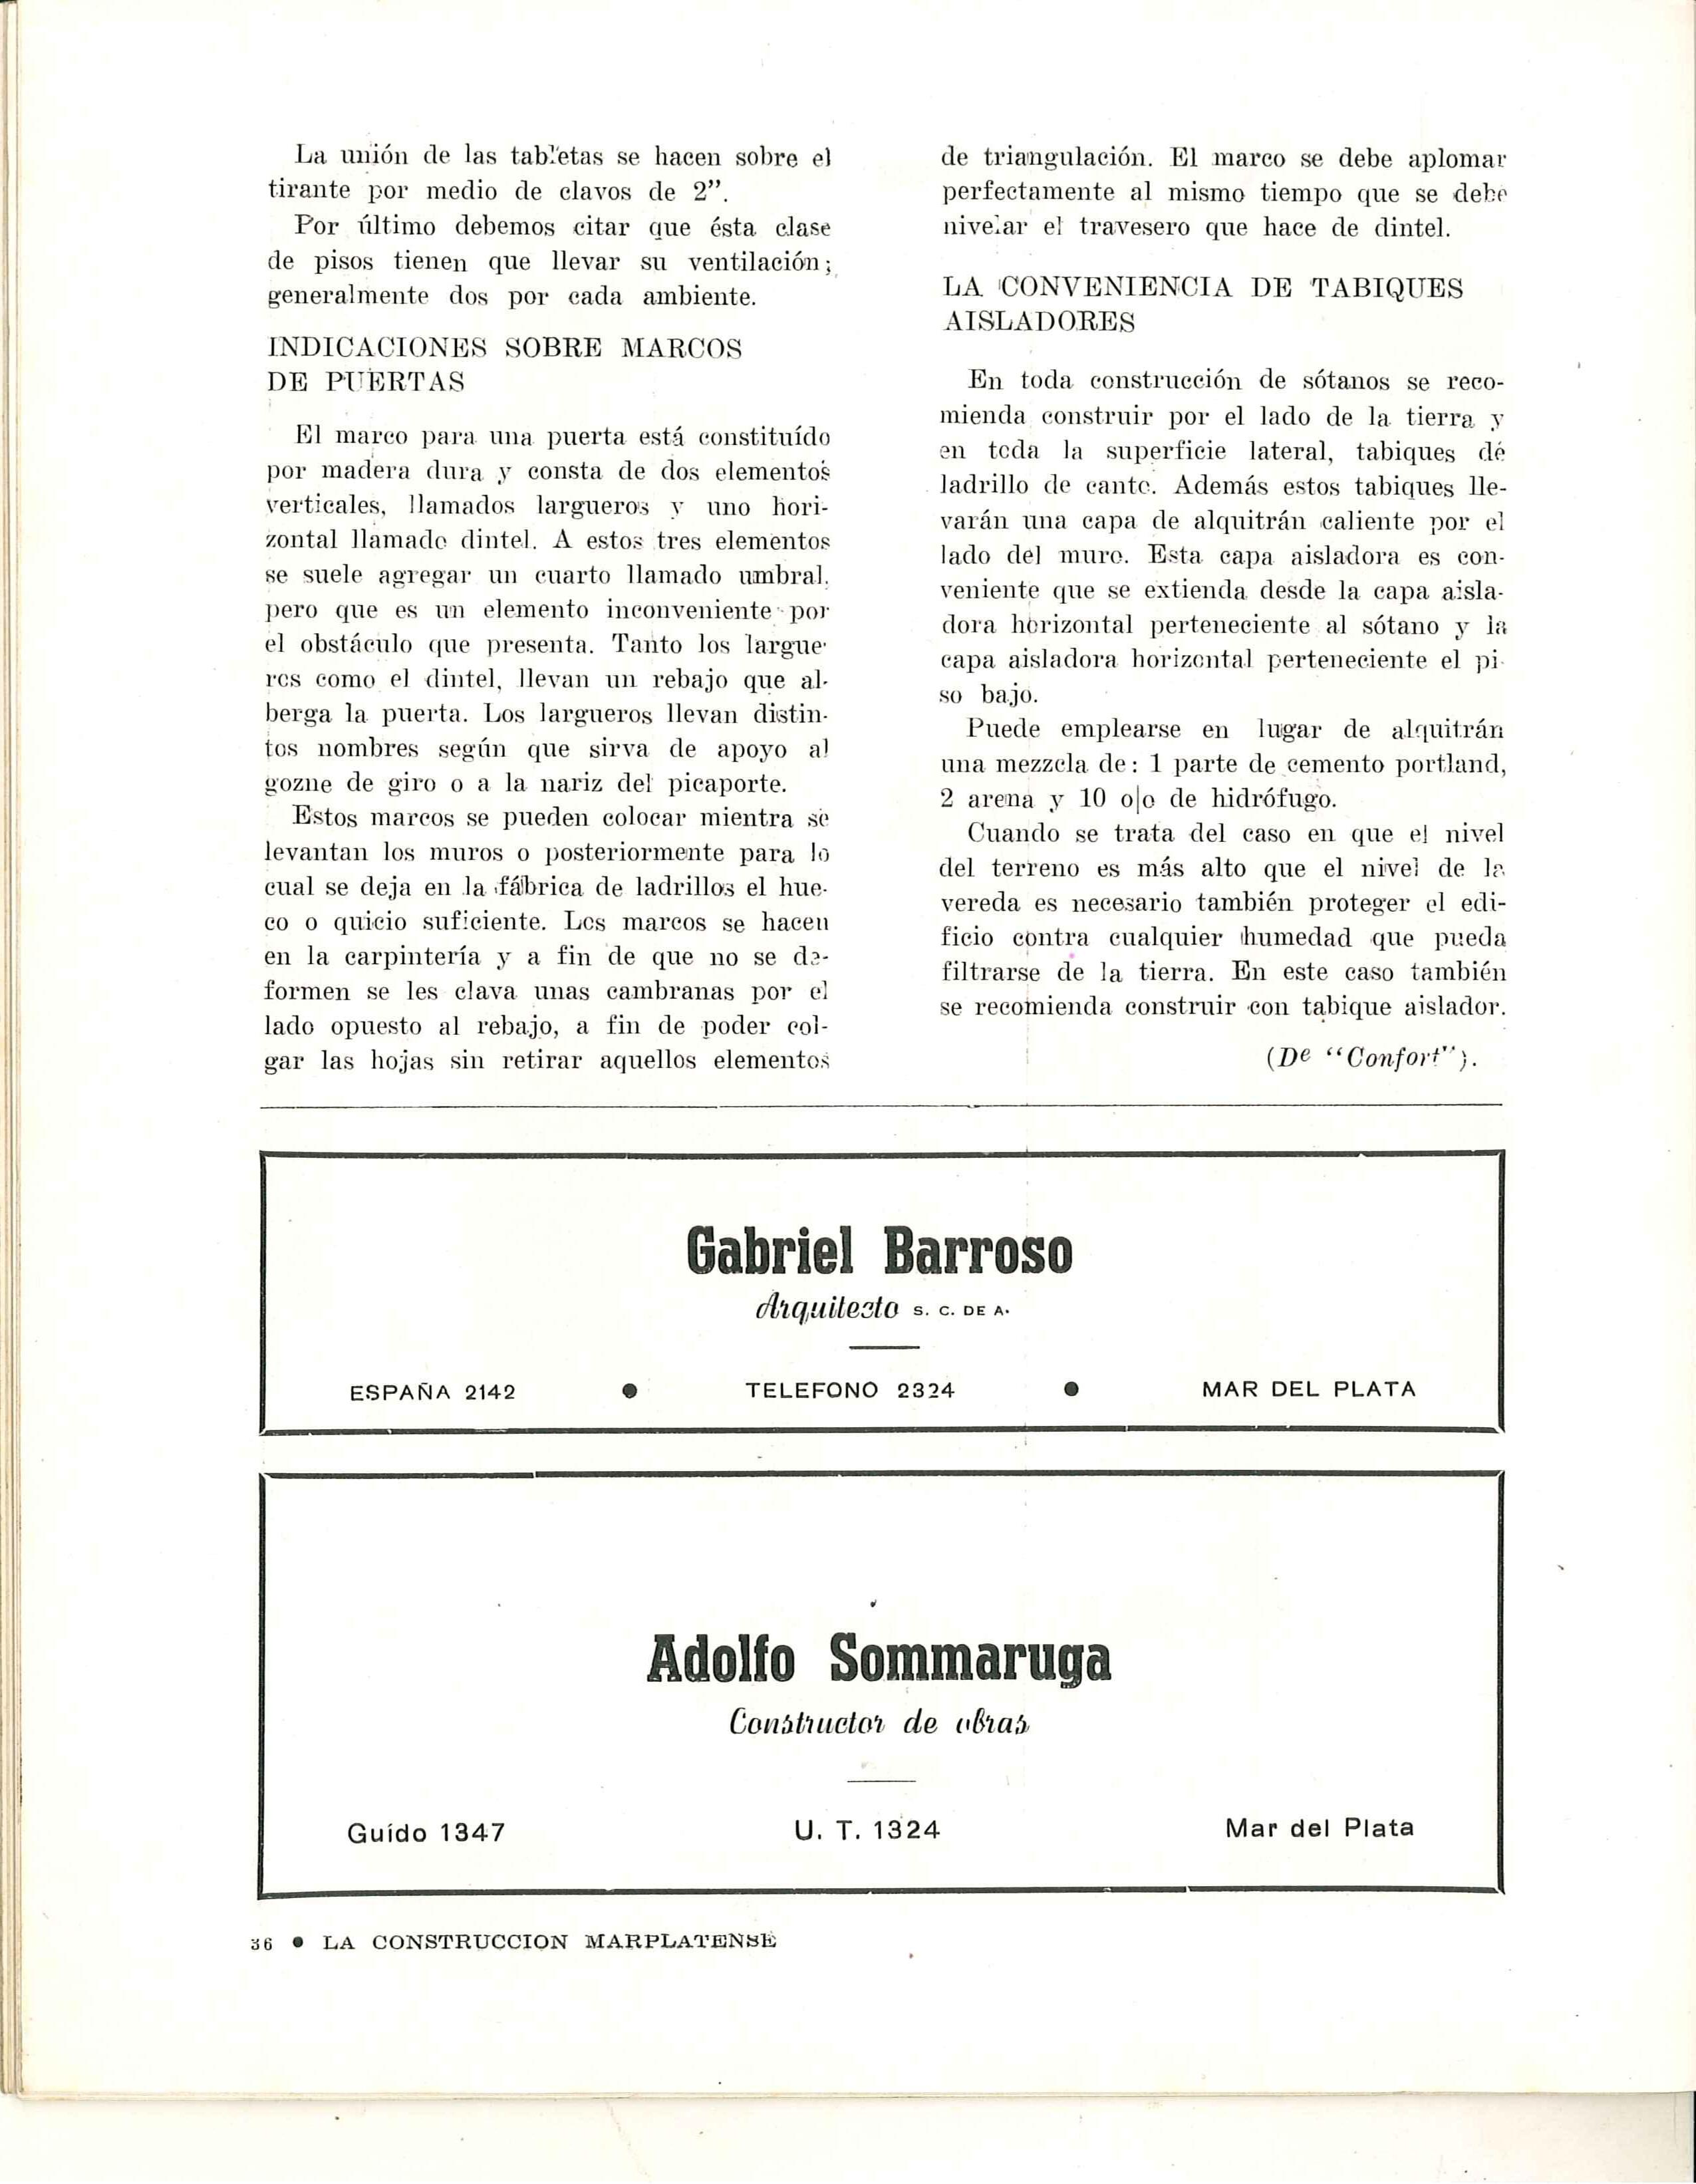 La unión de las tabletas se hacen sobre el
tirante por medio de clavos de 2”.
Por último debemos citar que ésta clase
de pisos tienen que llevar su ventilación;
generalmente dos por cada ambiente.
INDICACIONES SOBRE MARCOS
DE PUERTAS
El marco para una puerta está constituído
por madera dura y consta de dos elementos
verticales, llamados largueros y uno hori-
zontal llamado dintel. A estos tres elementos
se suele agregar un cuarto llamado umbral.
pero que es un elemento inconveniente por
el obstáculo que presenta. Tanto los largue-
ros como el dintel, llevan un rebajo que al-
berga la puerta. Los largueros llevan distin-
tos nombres según que sirva de apoyo al
gozne de giro o a la nariz del picaporte.
Estos marcos se pueden colocar mientra se
levantan los muros o posteriormente para lo
cual se deja en la fábrica de ladrillos el hue-
co o quicio suficiente. Los marcos se hacen
en la carpintería y a fin de que no se de-
formen se les clava unas cambranas por el
lado opuesto al rebajo, a fin de poder col-
gar las hojas sin retirar aquellos elementos
de triangulación. El marco se debe aplomar
perfectamente al mismo tiempo que se debe
nivelar el travesero que hace de dintel.
LA CONVENIENCIA DE TABIQUES
AISLADORES
En toda construcción de sótanos se reco-
mienda construir por el lado de la tierra y
en toda la superficie lateral, tabiques de
ladrillo de canto. Además estos tabiques lle-
varán una capa de alquitrán caliente por el
lado del muro. Esta capa aisladora es con-
veniente que se extienda desde la capa aisla-
dora horizontal perteneciente al sótano y la
capa aisladora horizontal perteneciente el pi-
so bajo.
Puede emplearse en lugar de alquitrán
una mezzcla de: 1 parte de cemento portland,
2 arena y 10 o|o de hidrófugo.
Cuando se trata del caso en que el nivel
del terreno es más alto que el nivel de la
vereda es necesario también proteger el edi-
ficio contra cualquier humedad que pueda
filtrarse de la tierra. En este caso también
se recomienda construir con tabique aislador.
(De “Confort”).
Gabriel Barroso
Arquitecto S. C. DE A.
ESPAÑA 2142 ● TELEFONO 2324 ● MAR DEL PLATA
Adolfo Sommaruga
Constructor de obras
Guído 1347 U. T. 1324 Mar del Plata
36 ● LA CONSTRUCCION MARPLATENSE